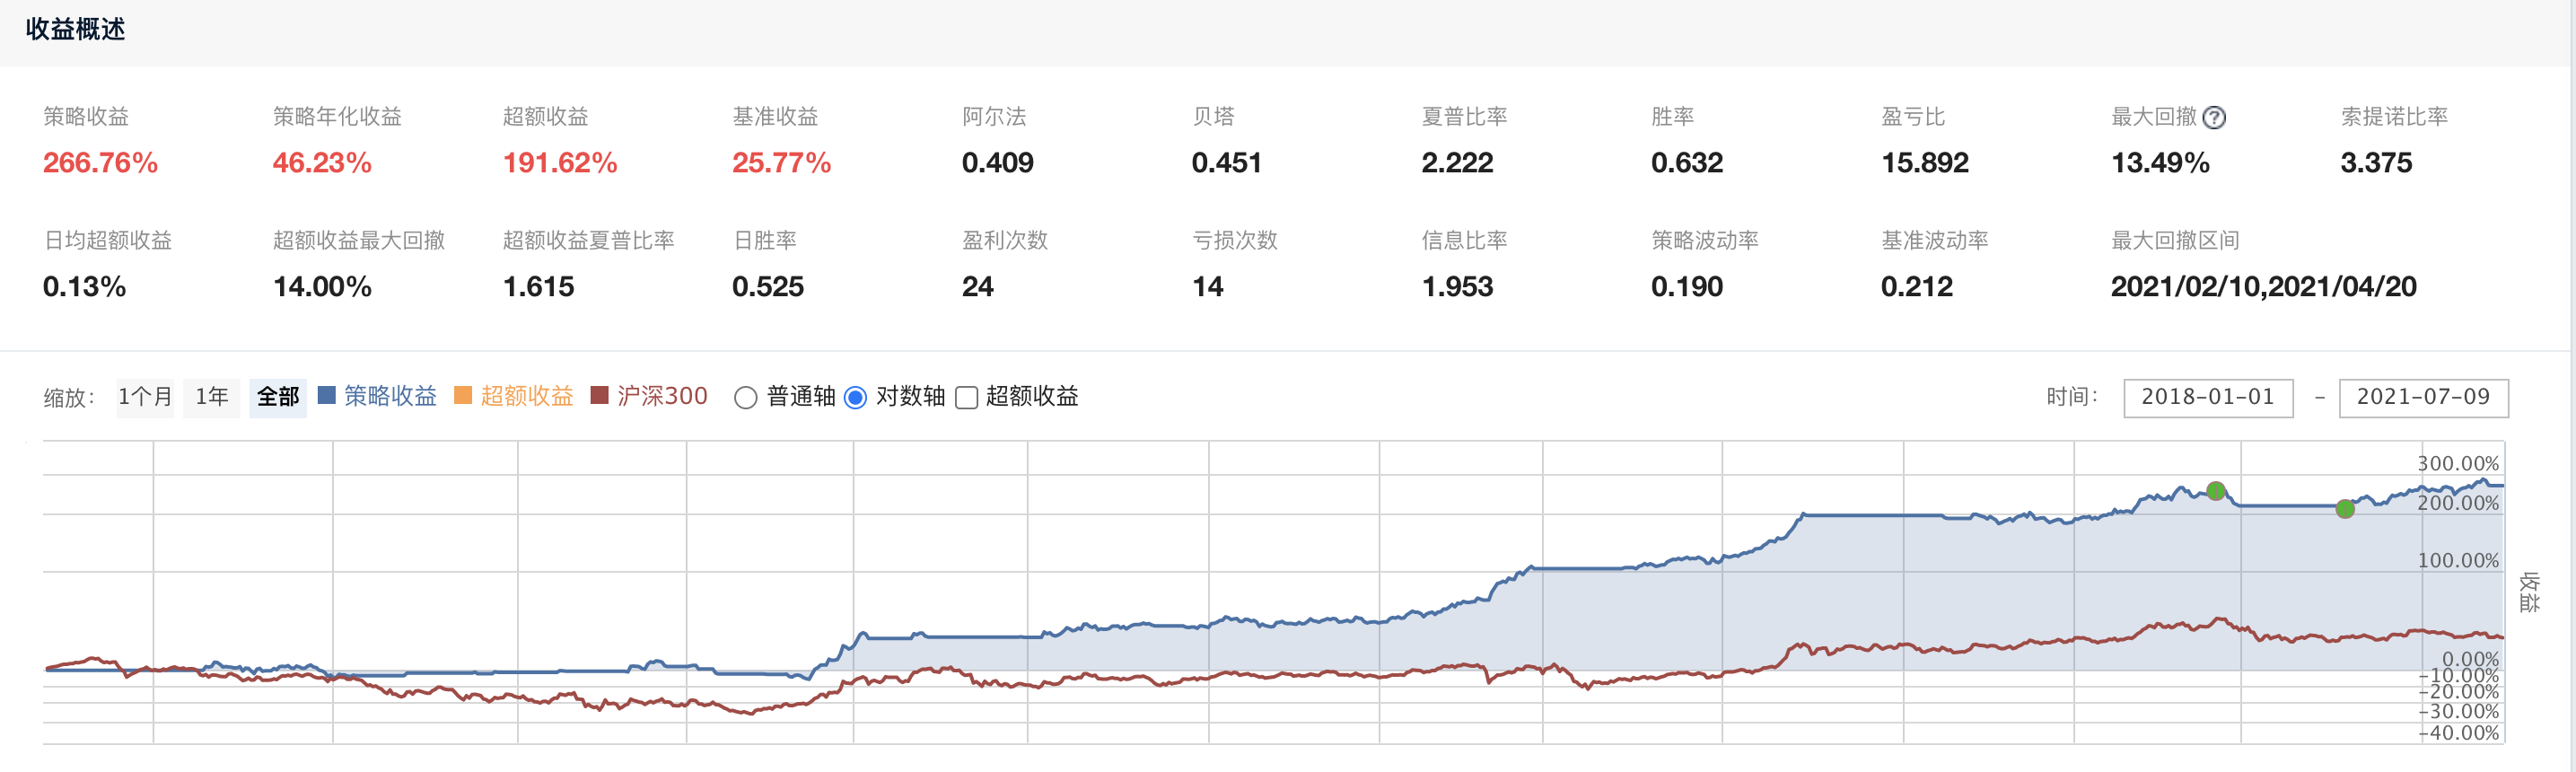 收益概述
策略收益 策略年化收益 超额收益 基准收益 阿尔法 贝塔 夏普比率 胜率 盈亏比 最大回撤 ? 索提诺比率
266.76% 46.23% 191.62% 25.77% 0.409 0.451 2.222 0.632 15.892 13.49% 3.375
日均超额收益 超额收益最大回撤 超额收益夏普比率 日胜率 盈利次数 亏损次数 信息比率 策略波动率 基准波动率 最大回撤区间
0.13% 14.00% 1.615 0.525 24 14 1.953 0.190 0.212 2021/02/10,2021/04/20
缩放: 1个月 1年 全部 策略收益 超额收益 沪深300 普通轴 对数轴 超额收益 时间: 2018-01-01 - 2021-07-09
300.00%
200.00%
100.00%
收益
0.00%
-10.00%
-20.00%
-30.00%
-40.00%